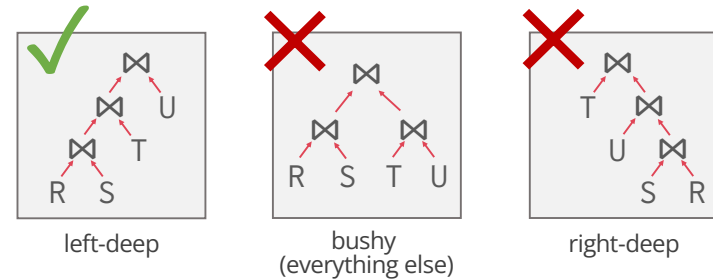 U
T
R S
left-deep
R S T U
bushy
(everything else)
T
U
S R
right-deep